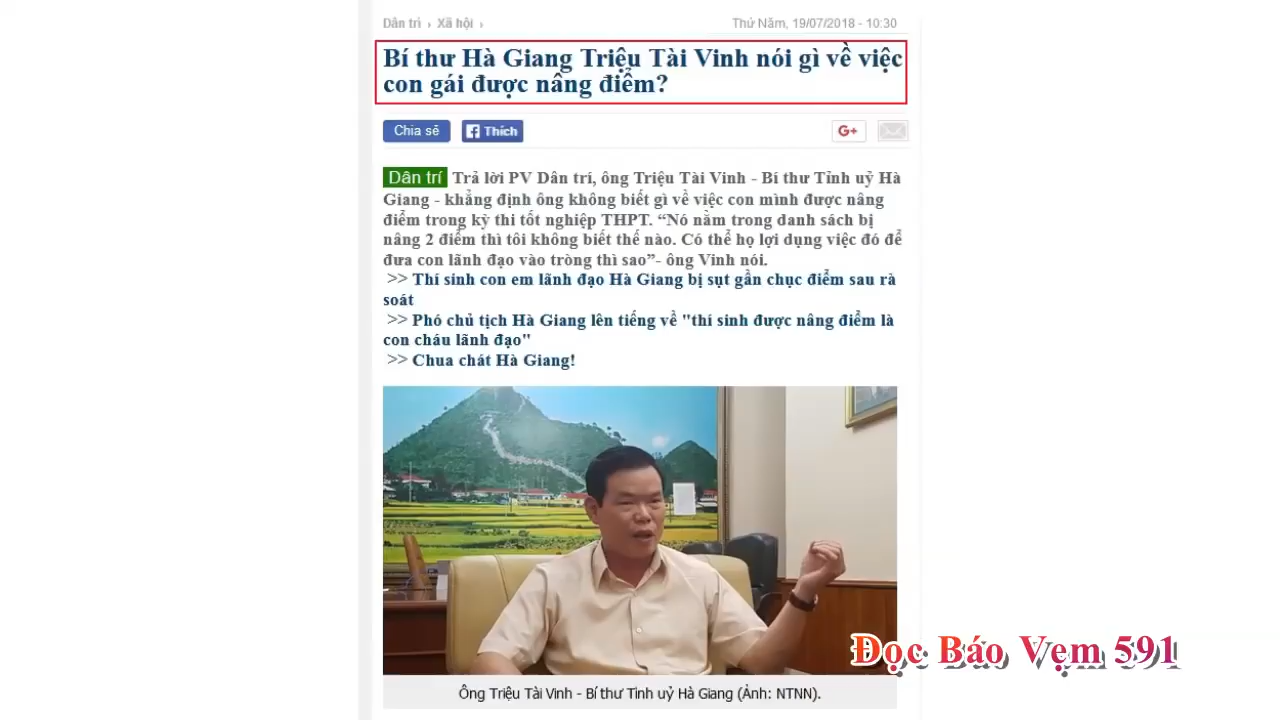 Dân trí › Xã hội ›
Thứ Năm, 19/07/2018 - 10:30
Bí thư Hà Giang Triệu Tài Vinh nói gì về việc
con gái được nâng điểm?
Chia sẻ
Thích
G+
Dân trí Trả lời PV Dân trí, ông Triệu Tài Vinh - Bí thư Tỉnh uỷ Hà
Giang - khẳng định ông không biết gì về việc con mình được nâng
điểm trong kỳ thi tốt nghiệp THPT. “Nó nằm trong danh sách bị
nâng 2 điểm thì tôi không biết thế nào. Có thể họ lợi dụng việc đó để
đưa con lãnh đạo vào tròng thì sao”- ông Vinh nói.
>> Thí sinh con em lãnh đạo Hà Giang bị sụt gần chục điểm sau rà
soát
>> Phó chủ tịch Hà Giang lên tiếng về "thí sinh được nâng điểm là
con cháu lãnh đạo"
>> Chua chát Hà Giang!
Đọc Báo Vẹm 591
Ông Triệu Tài Vinh - Bí thư Tỉnh uỷ Hà Giang (Ảnh: NTNN).